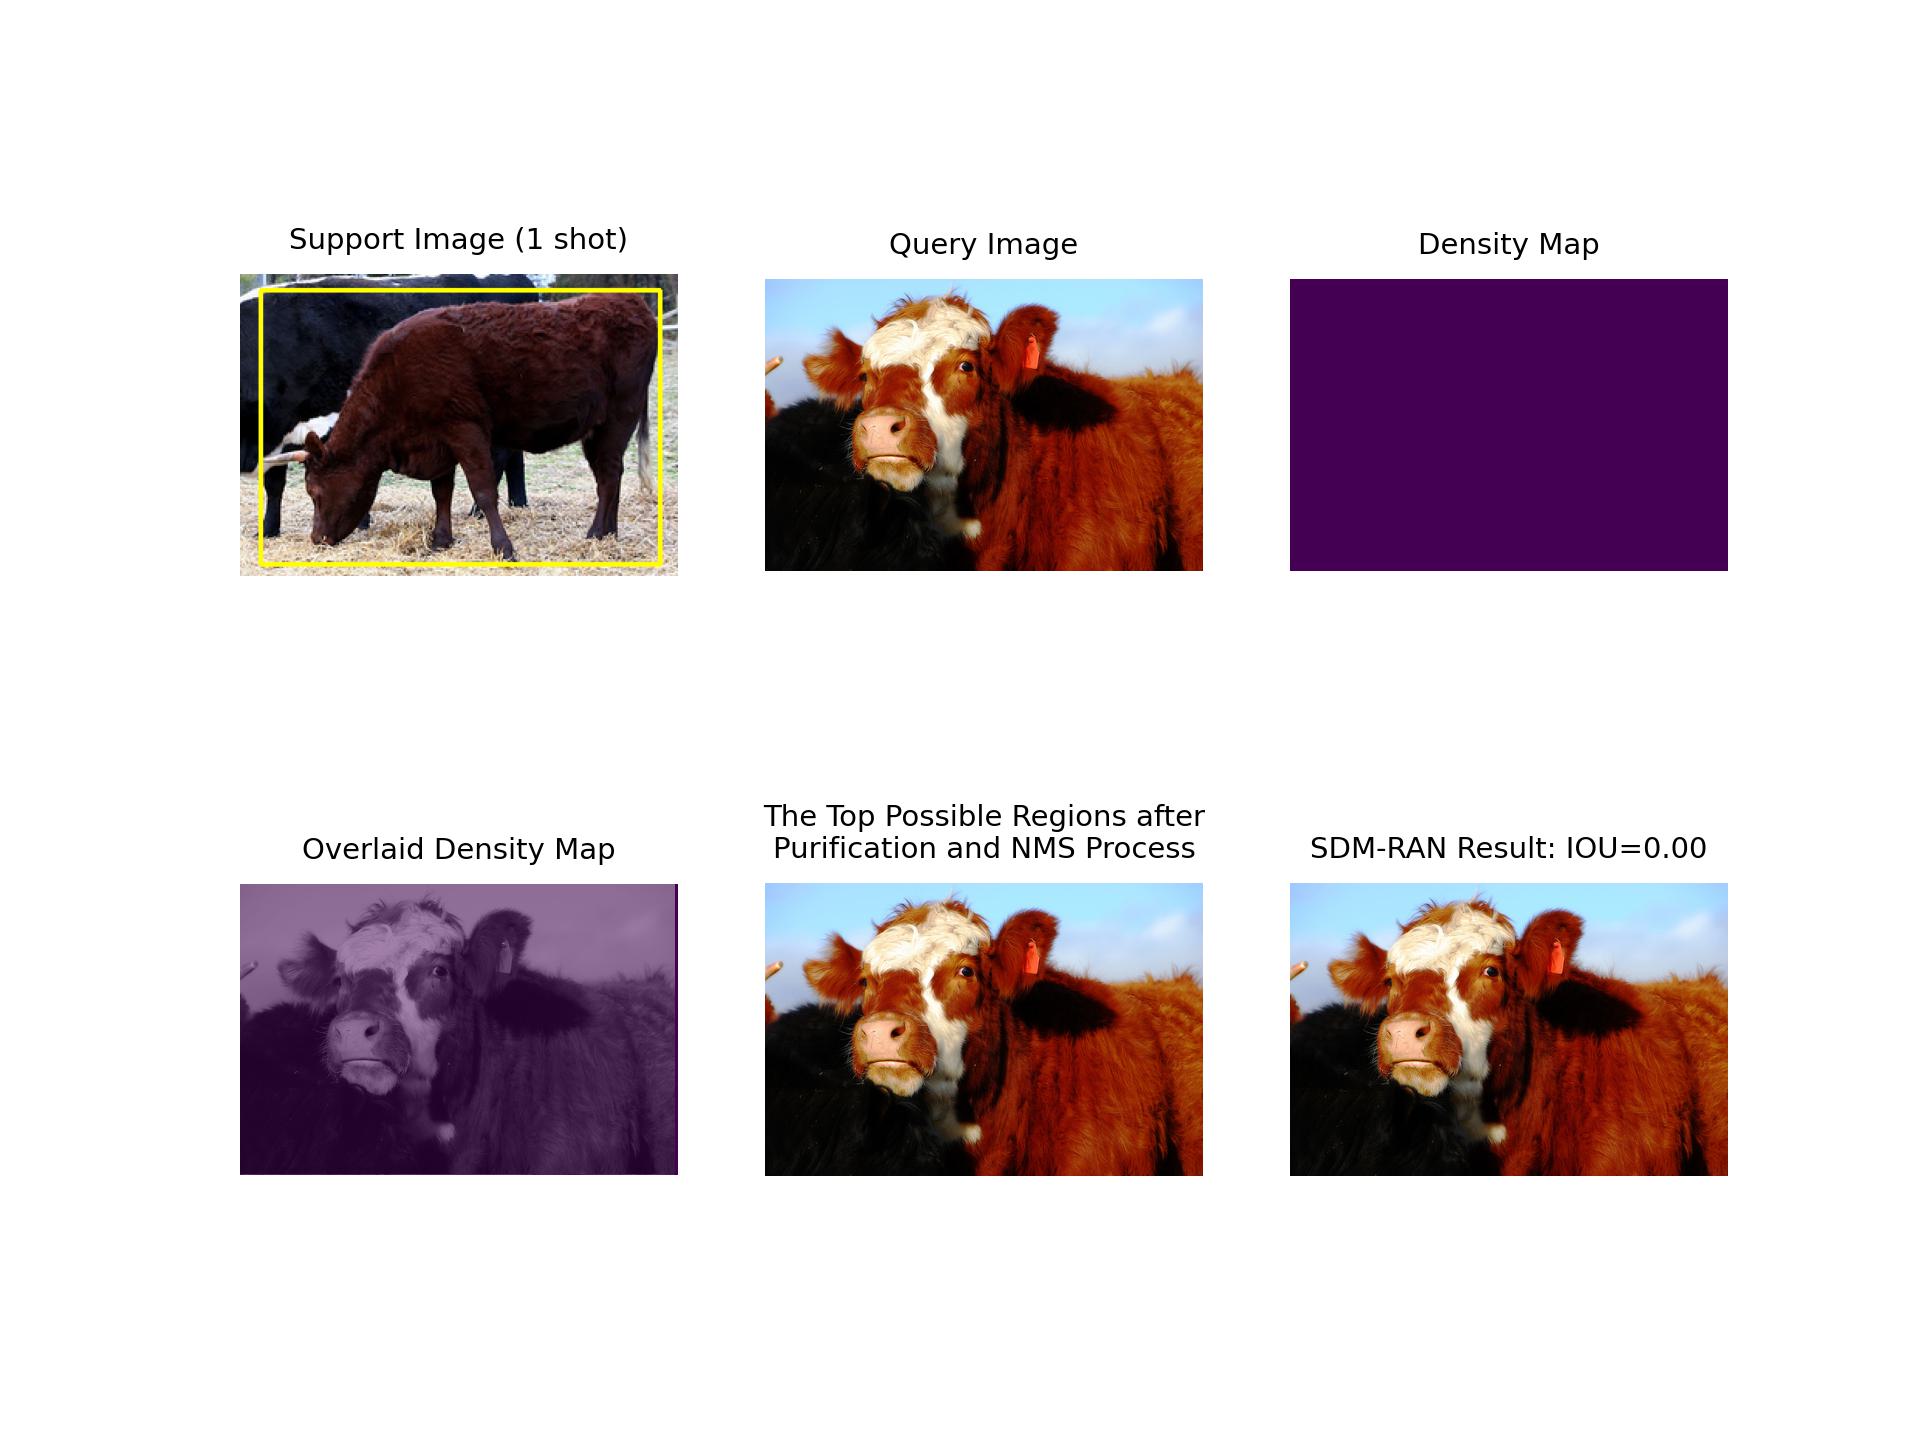 Support Image (1 shot)
Query Image
Density Map
Overlaid Density Map
The Top Possible Regions after
Purification and NMS Process
SDM-RAN Result: IOU=0.00